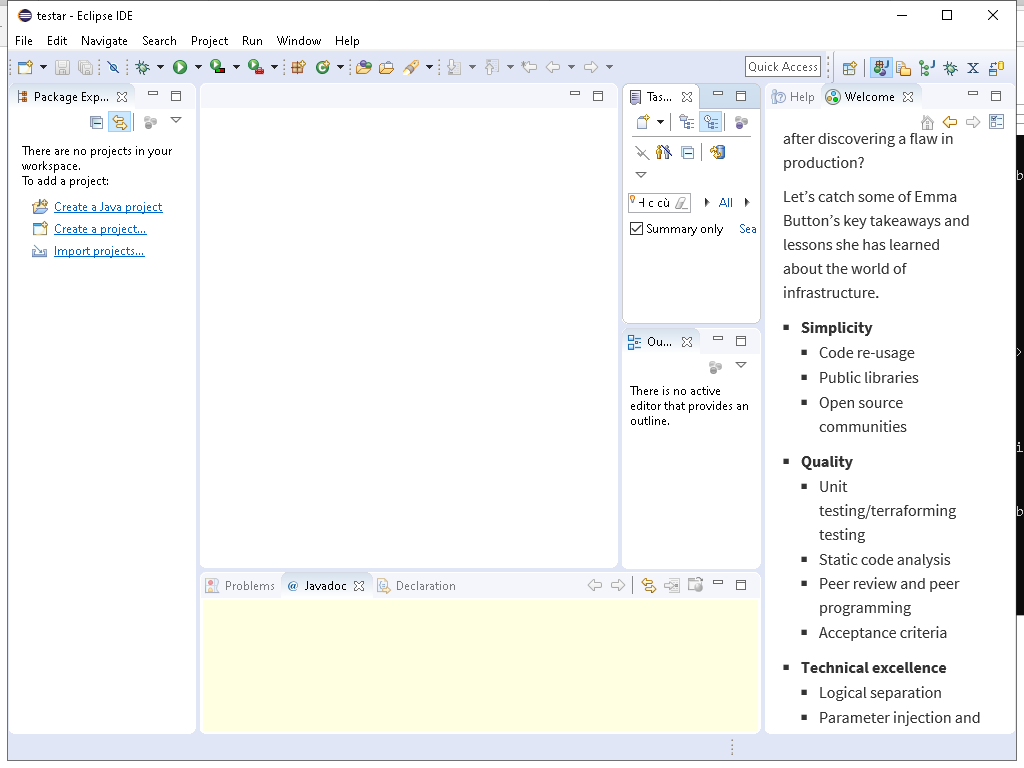 testar - Eclipse IDE
File Edit Navigate Search Project Run Window Help
Quick Access
Package Exp...
There are no projects in your
workspace.
To add a project:
Create a Java project
Create a project...
Import projects...
Tas...
All
Summary only Sea
Ou...
There is no active
editor that provides an
outline.
Problems @ Javadoc Declaration
Help Welcome
after discovering a flaw in
production?
Let’s catch some of Emma
Button’s key takeaways and
lessons she has learned
about the world of
infrastructure.
Simplicity
Code re-usage
Public libraries
Open source
communities
Quality
Unit
testing/terraforming
testing
Static code analysis
Peer review and peer
programming
Acceptance criteria
Technical excellence
Logical separation
Parameter injection and